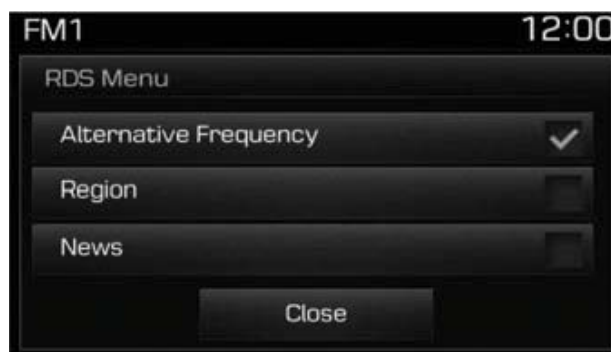 FM1 12:00
RDS Menu
Alternative Frequency
Region
News
Close